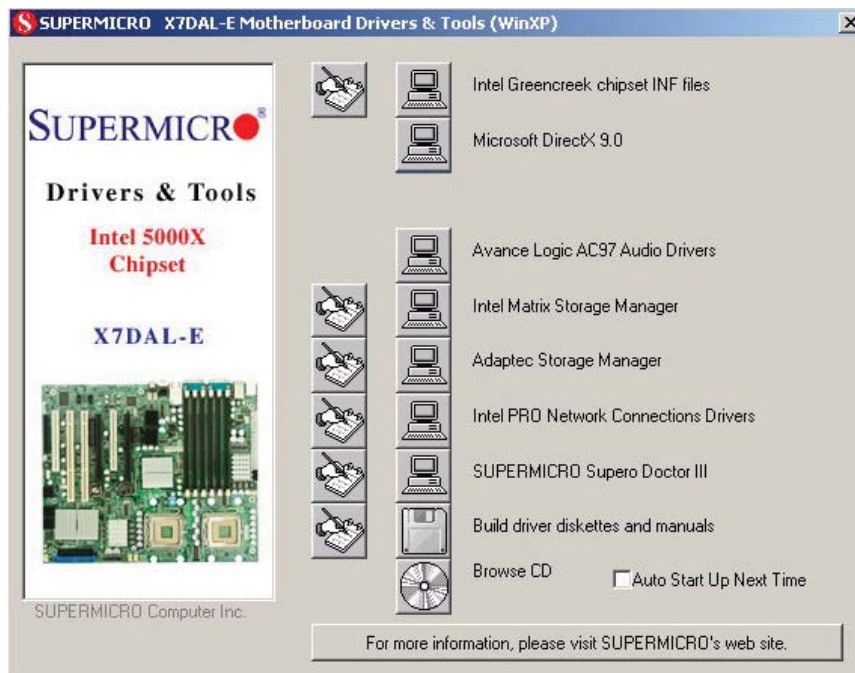 SUPERMICRO X7DAL-E Motherboard Drivers & Tools (WinXP)
SUPERMICRO®
Drivers & Tools
Intel 5000X
Chipset
X7DAL-E
SUPERMICRO Computer Inc.
Intel Greencreek chipset INF files
Microsoft DirectX 9.0
Avance Logic AC97 Audio Drivers
Intel Matrix Storage Manager
Adaptec Storage Manager
Intel PRO Network Connections Drivers
SUPERMICRO Supero Doctor III
Build driver diskettes and manuals
Browse CD
Auto Start Up Next Time
For more information, please visit SUPERMICRO's web site.